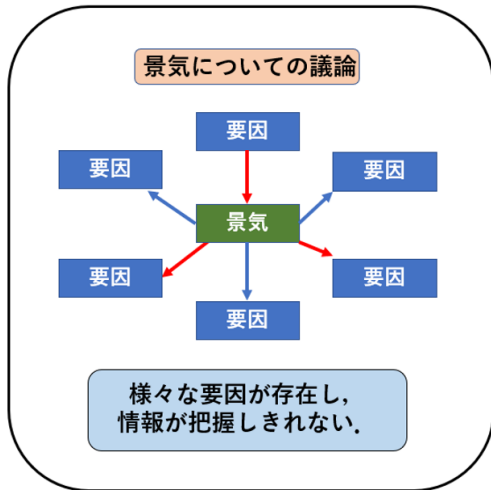 景気についての議論
要因
要因
要因
景気
要因
要因
要因
様々な要因が存在し,
情報が把握しきれない.